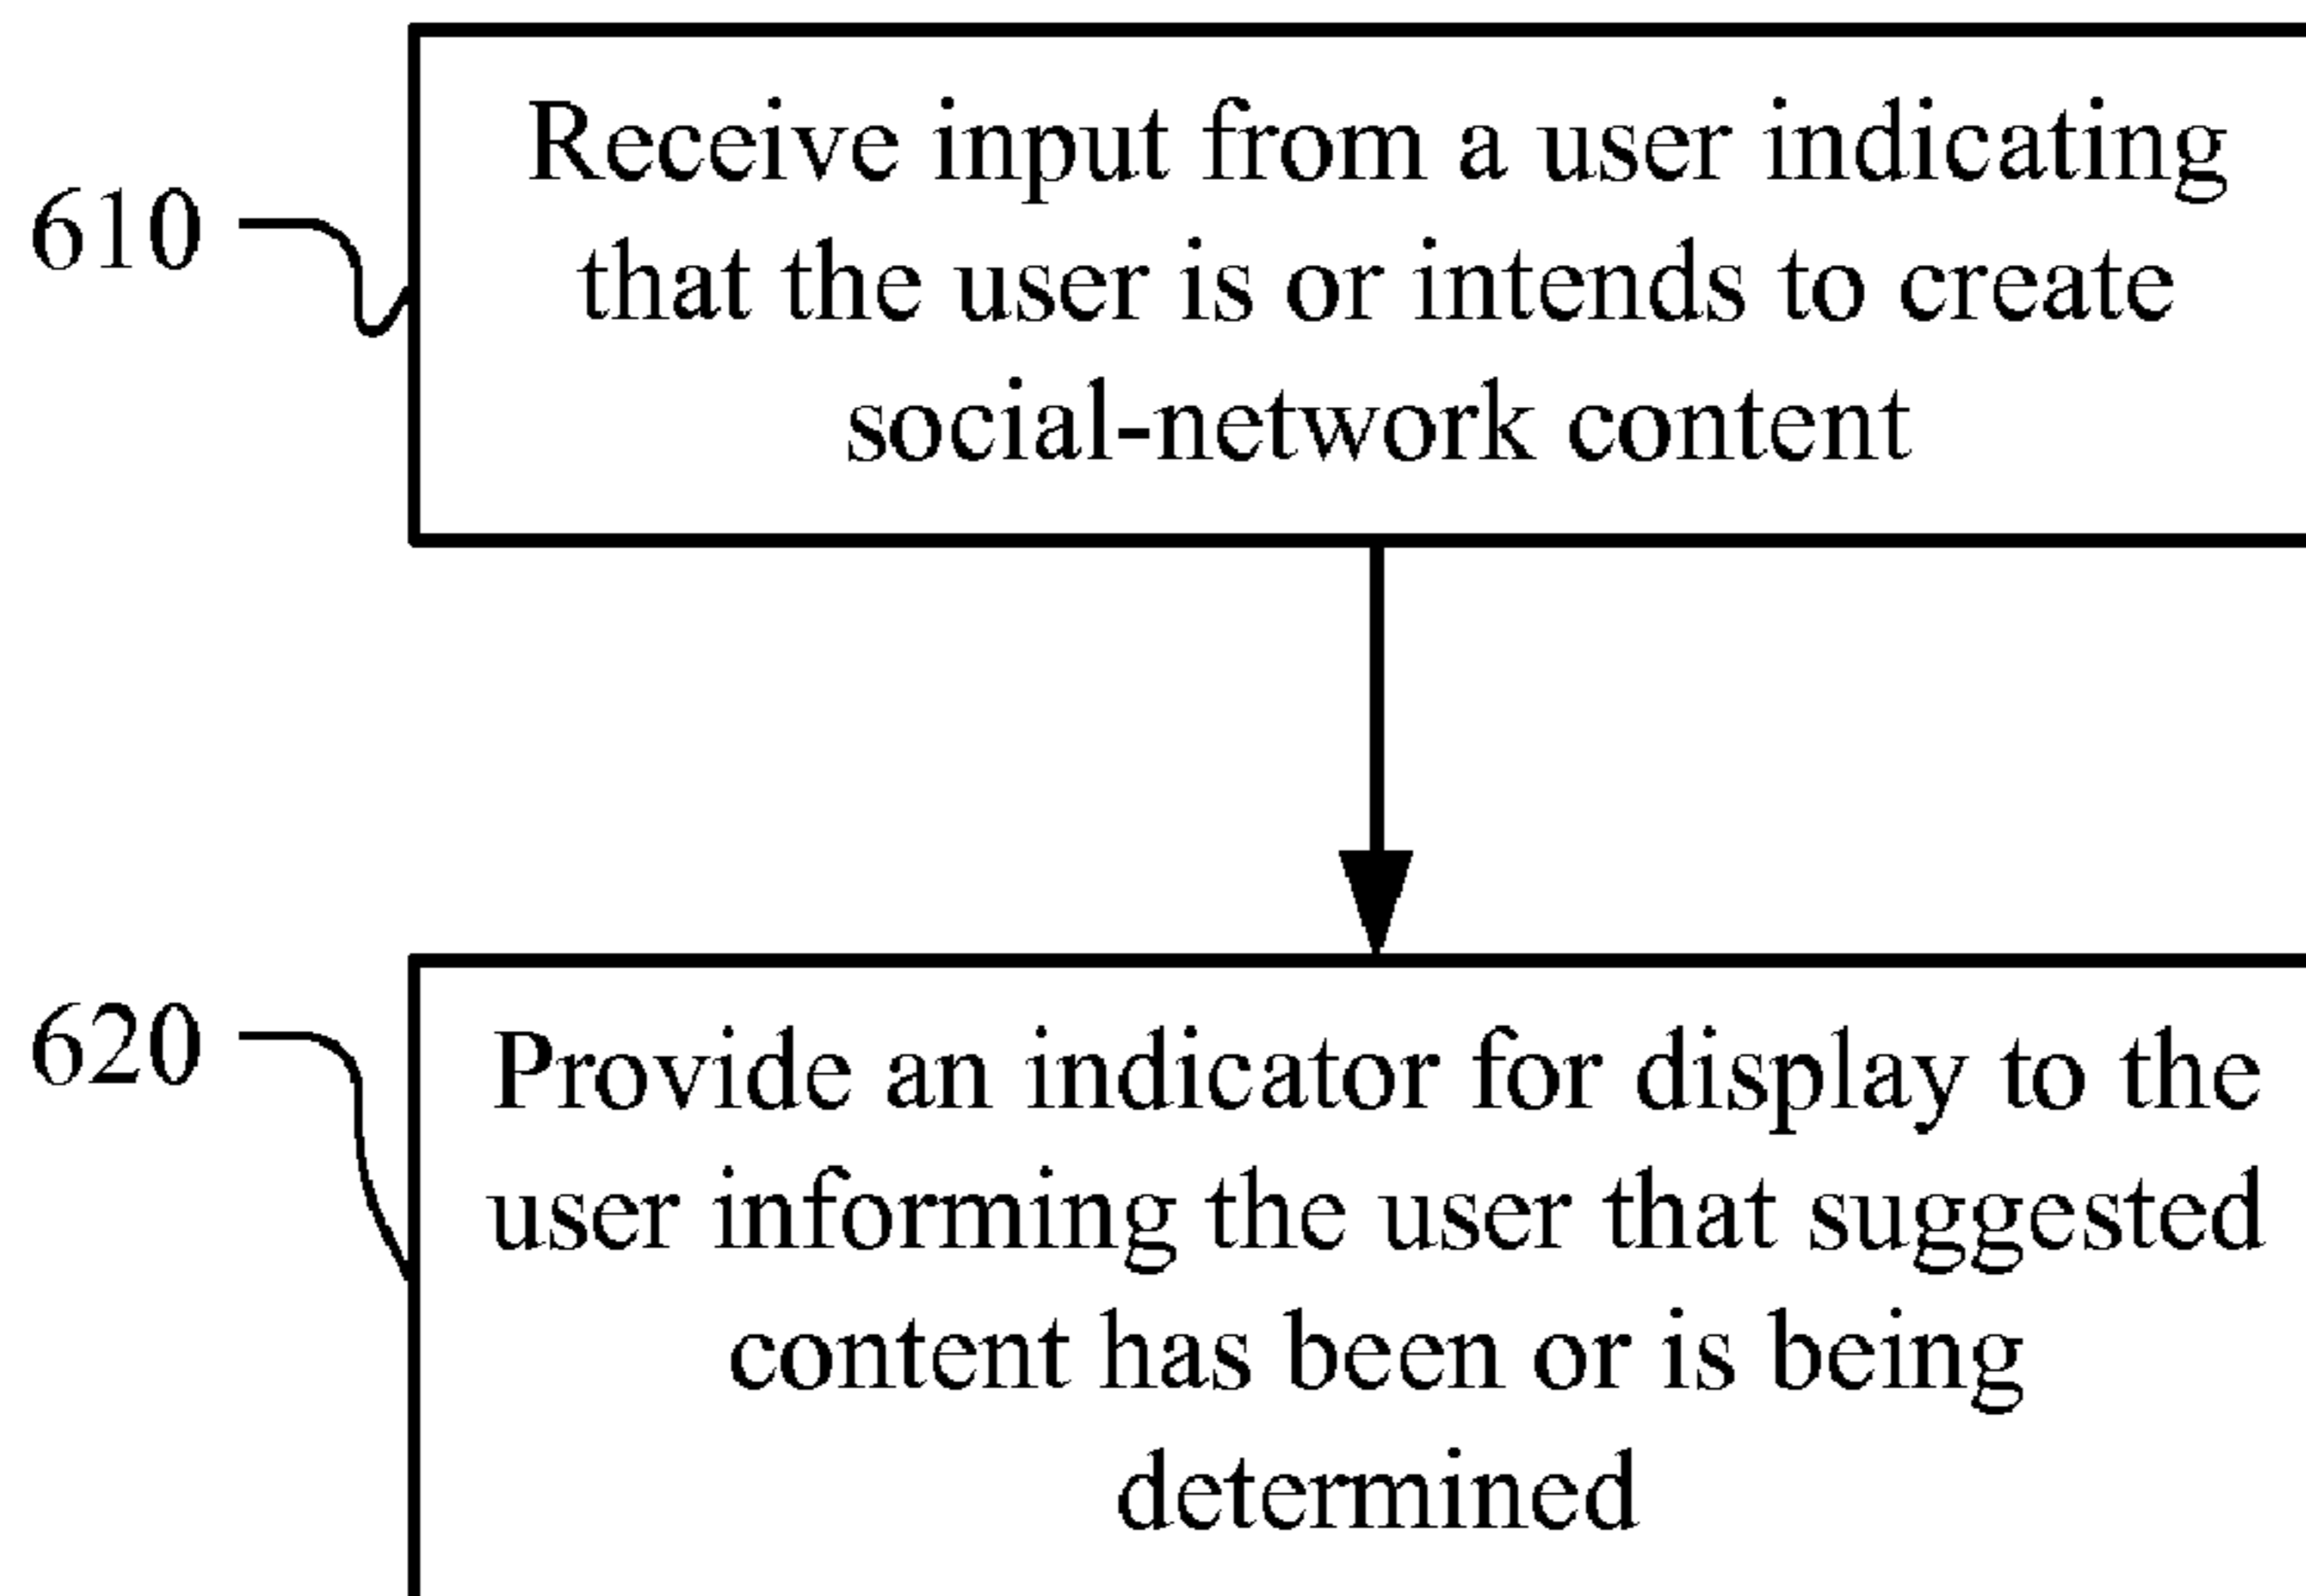 610
Receive input from a user indicating
that the user is or intends to create
social-network content
620
Provide an indicator for display to the
user informing the user that suggested
content has been or is being
determined